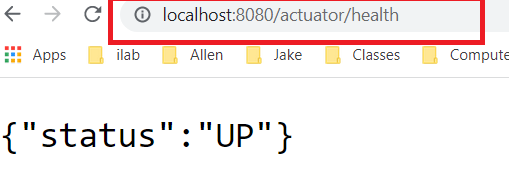 localhost:8080/actuator/health
Apps ilab Allen Jake Classes Compute
{"status":"UP"}